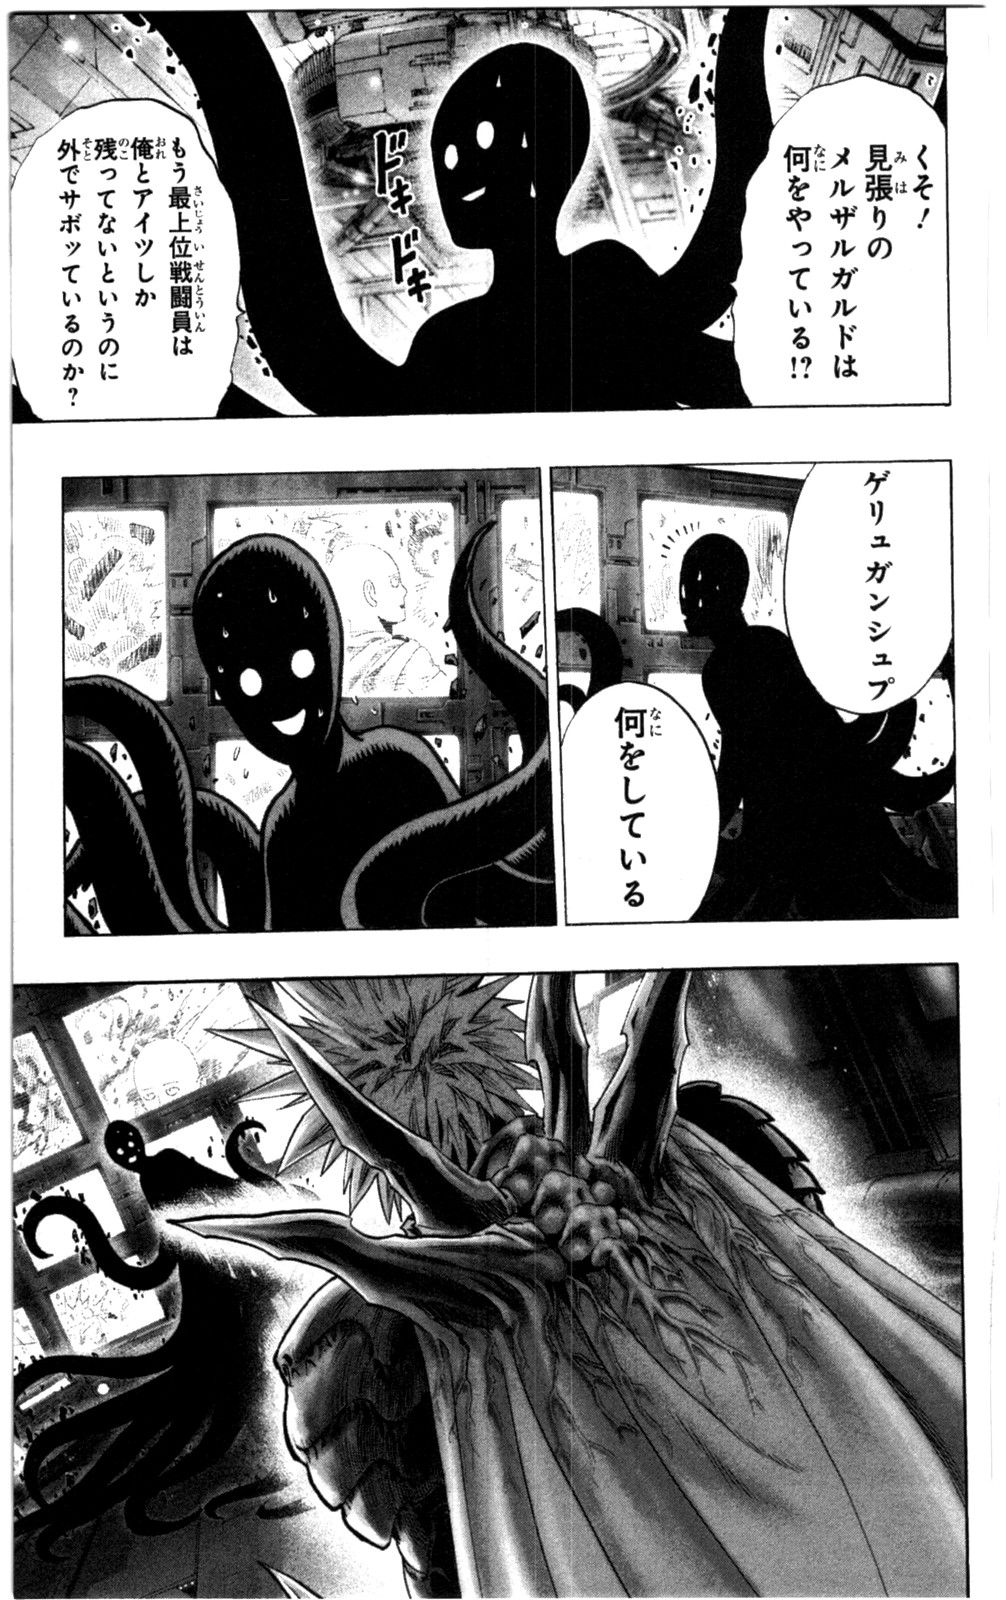 くそ！
見張りの
メルザルガルドは
何をやっている!?
ドキ
ドキ
もう最上位戦闘員は
俺とアイツしか
残ってないというのに
外でサボッているのか？
ゲリュガンシュプ
何をしている